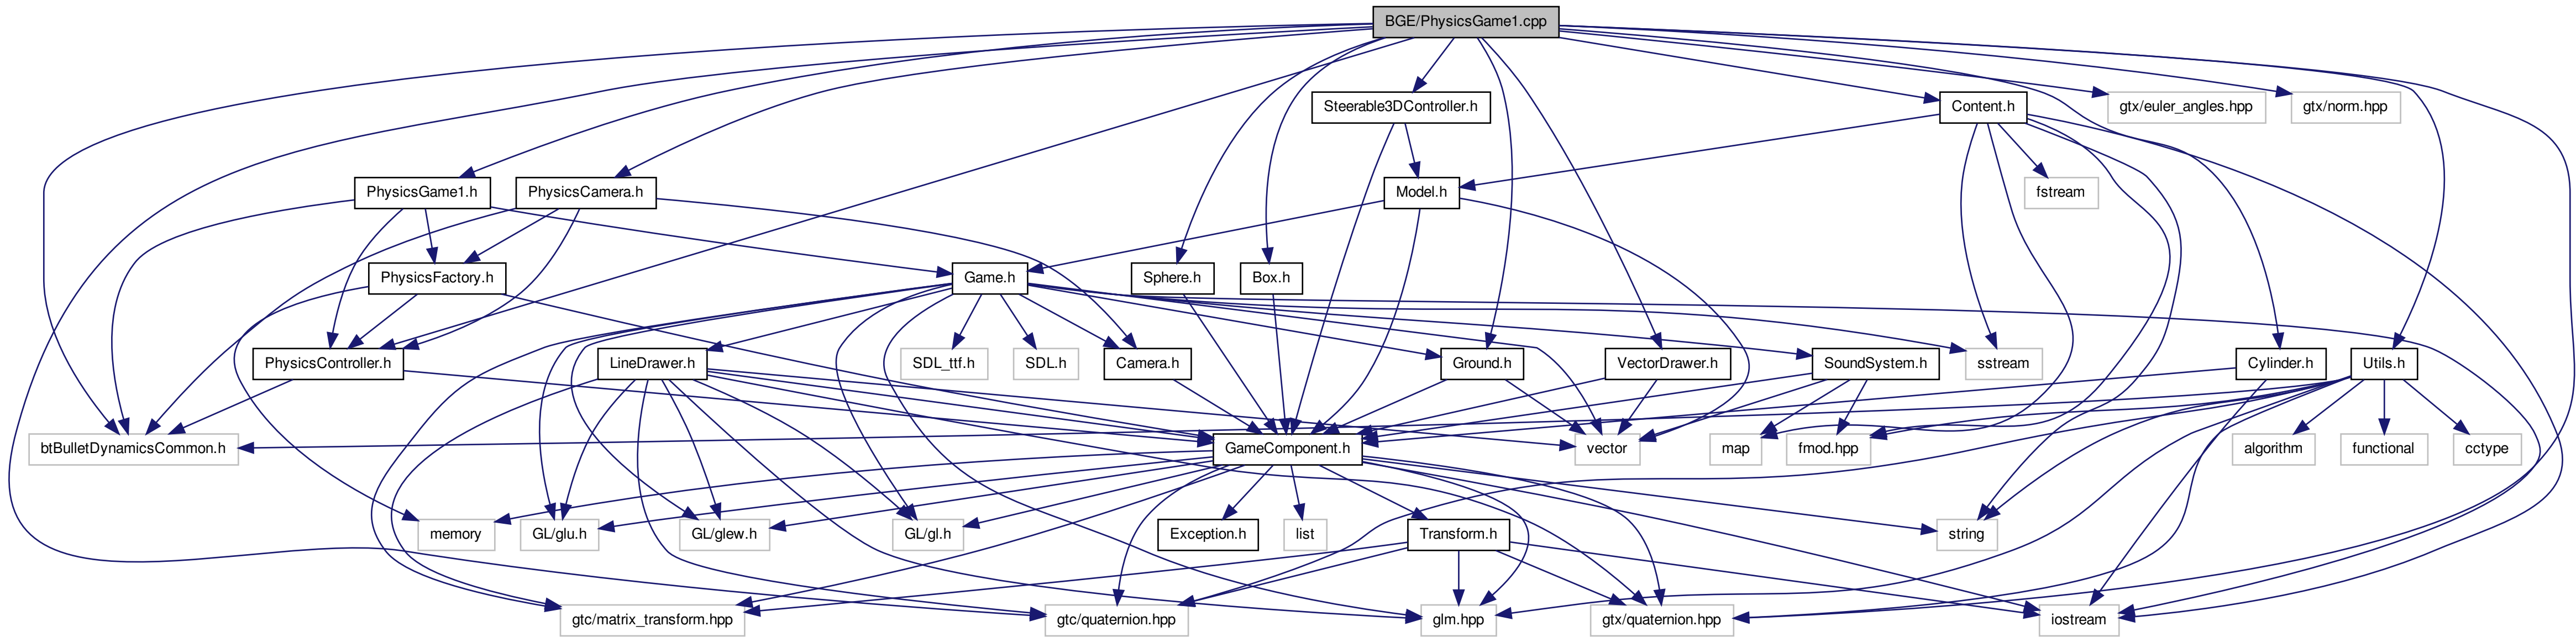 BGE/PhysicsGame1.cpp
Steerable3DController.h
Content.h
gtx/euler_angles.hpp
gtx/norm.hpp
PhysicsGame1.h
PhysicsCamera.h
Model.h
fstream
PhysicsFactory.h
Game.h
Sphere.h
Box.h
PhysicsController.h
LineDrawer.h
SDL_ttf.h
SDL.h
Camera.h
Ground.h
VectorDrawer.h
SoundSystem.h
sstream
Cylinder.h
Utils.h
btBulletDynamicsCommon.h
GameComponent.h
vector
map
fmod.hpp
algorithm
functional
cctype
memory
GL/glu.h
GL/glew.h
GL/gl.h
Exception.h
list
Transform.h
string
gtc/matrix_transform.hpp
gtc/quaternion.hpp
glm.hpp
gtx/quaternion.hpp
iostream